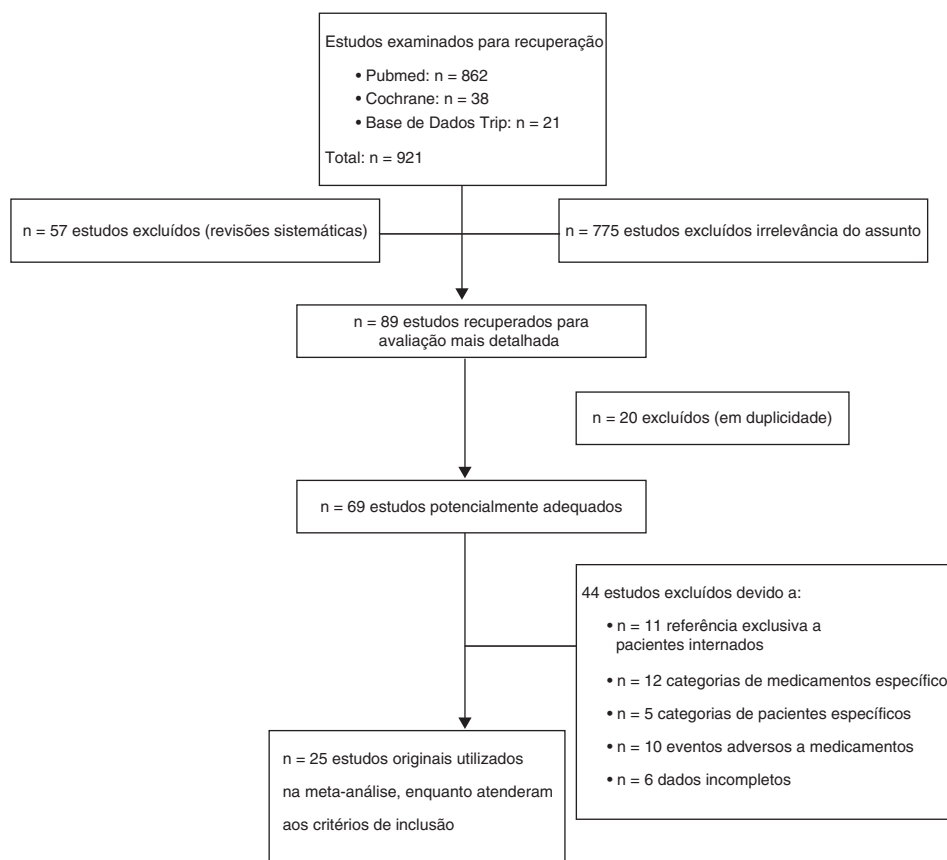 Estudos examinados para recuperação
• Pubmed: n = 862
• Cochrane: n = 38
• Base de Dados Trip: n = 21
Total: n = 921
n = 57 estudos excluídos (revisões sistemáticas)
n = 775 estudos excluídos irrelevância do assunto
n = 89 estudos recuperados para
avaliação mais detalhada
n = 20 excluídos (em duplicidade)
n = 69 estudos potencialmente adequados
44 estudos excluídos devido a:
• n = 11 referência exclusiva a
pacientes internados
• n = 12 categorias de medicamentos específico
• n = 5 categorias de pacientes específicos
• n = 10 eventos adversos a medicamentos
• n = 6 dados incompletos
n = 25 estudos originais utilizados
na meta-análise, enquanto atenderam
aos critérios de inclusão